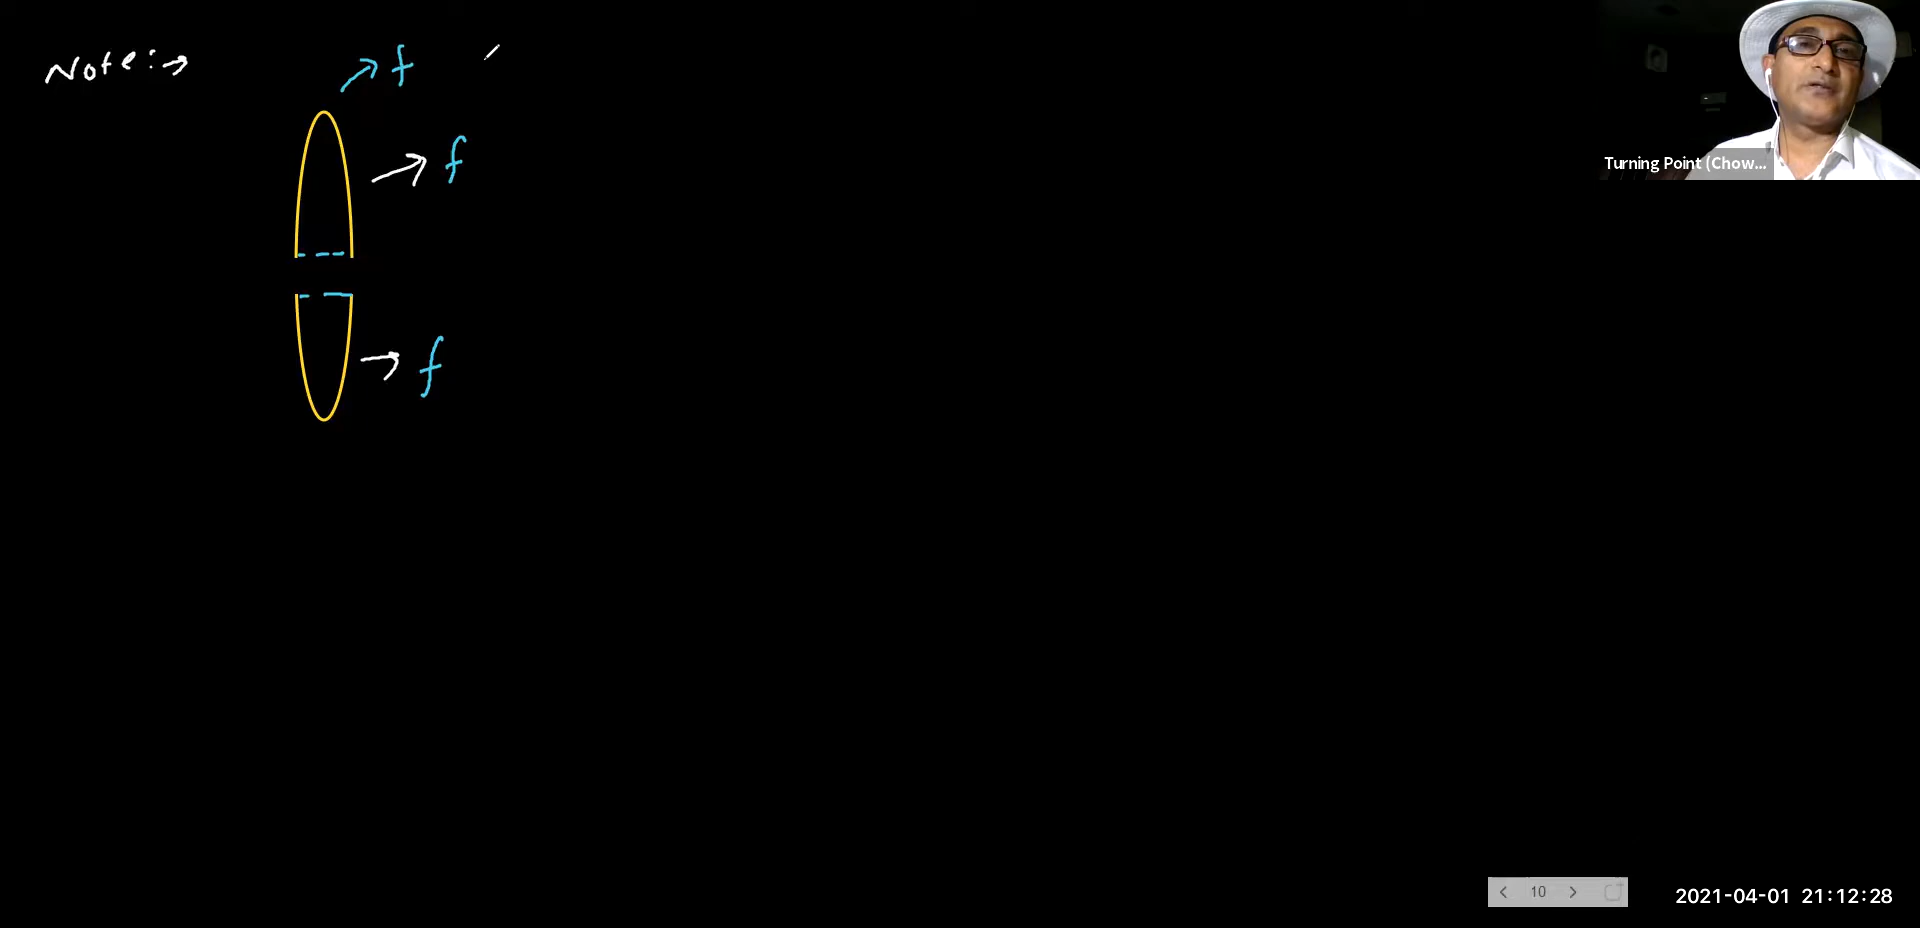 Note:→ → f
→ f
Turning Point (Chow...
→ f
10
2021-04-01 21:12:28